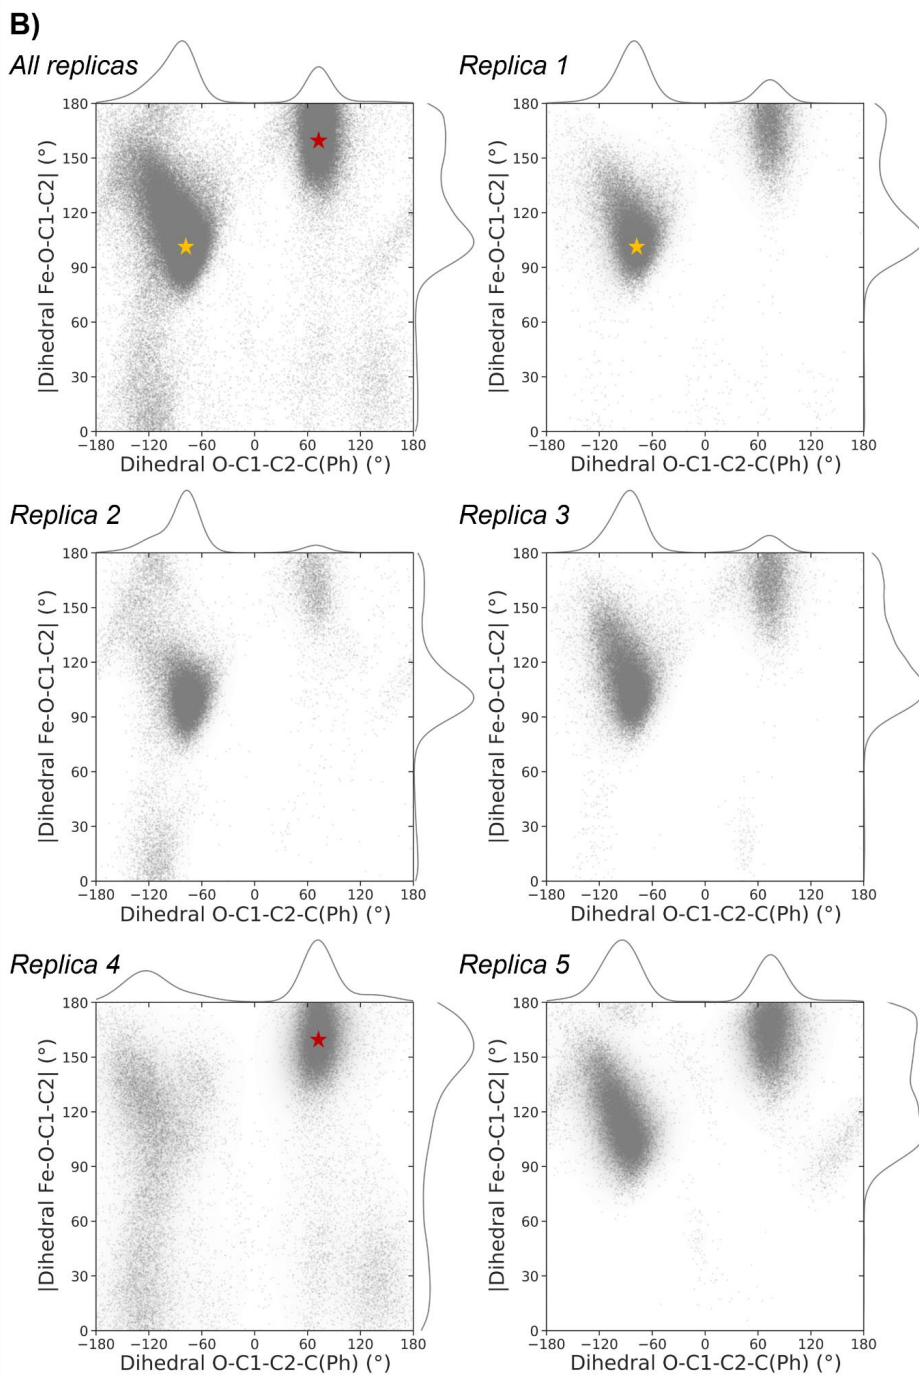 B)
All replicas
Replica 1
|Dihedral Fe-O-C1-C2| (°)
180
150
120
90
60
30
0
−180 −120 −60 0 60 120 180
Dihedral O-C1-C2-C(Ph) (°)
|Dihedral Fe-O-C1-C2| (°)
180
150
120
90
60
30
0
−180 −120 −60 0 60 120 180
Dihedral O-C1-C2-C(Ph) (°)
Replica 2
Replica 3
|Dihedral Fe-O-C1-C2| (°)
180
150
120
90
60
30
0
−180 −120 −60 0 60 120 180
Dihedral O-C1-C2-C(Ph) (°)
|Dihedral Fe-O-C1-C2| (°)
180
150
120
90
60
30
0
−180 −120 −60 0 60 120 180
Dihedral O-C1-C2-C(Ph) (°)
Replica 4
Replica 5
|Dihedral Fe-O-C1-C2| (°)
180
150
120
90
60
30
0
−180 −120 −60 0 60 120 180
Dihedral O-C1-C2-C(Ph) (°)
|Dihedral Fe-O-C1-C2| (°)
180
150
120
90
60
30
0
−180 −120 −60 0 60 120 180
Dihedral O-C1-C2-C(Ph) (°)